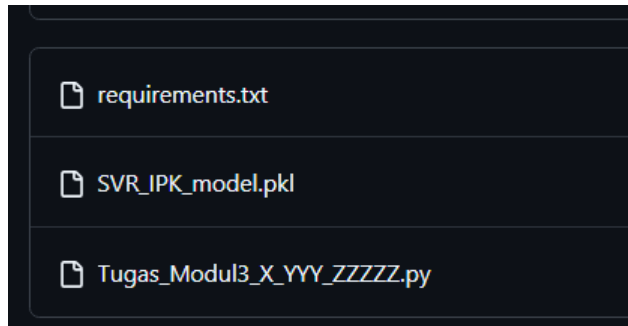 requirements.txt
SVR_IPK_model.pkl
Tugas_Modul3_X_YYY_ZZZZZ.py